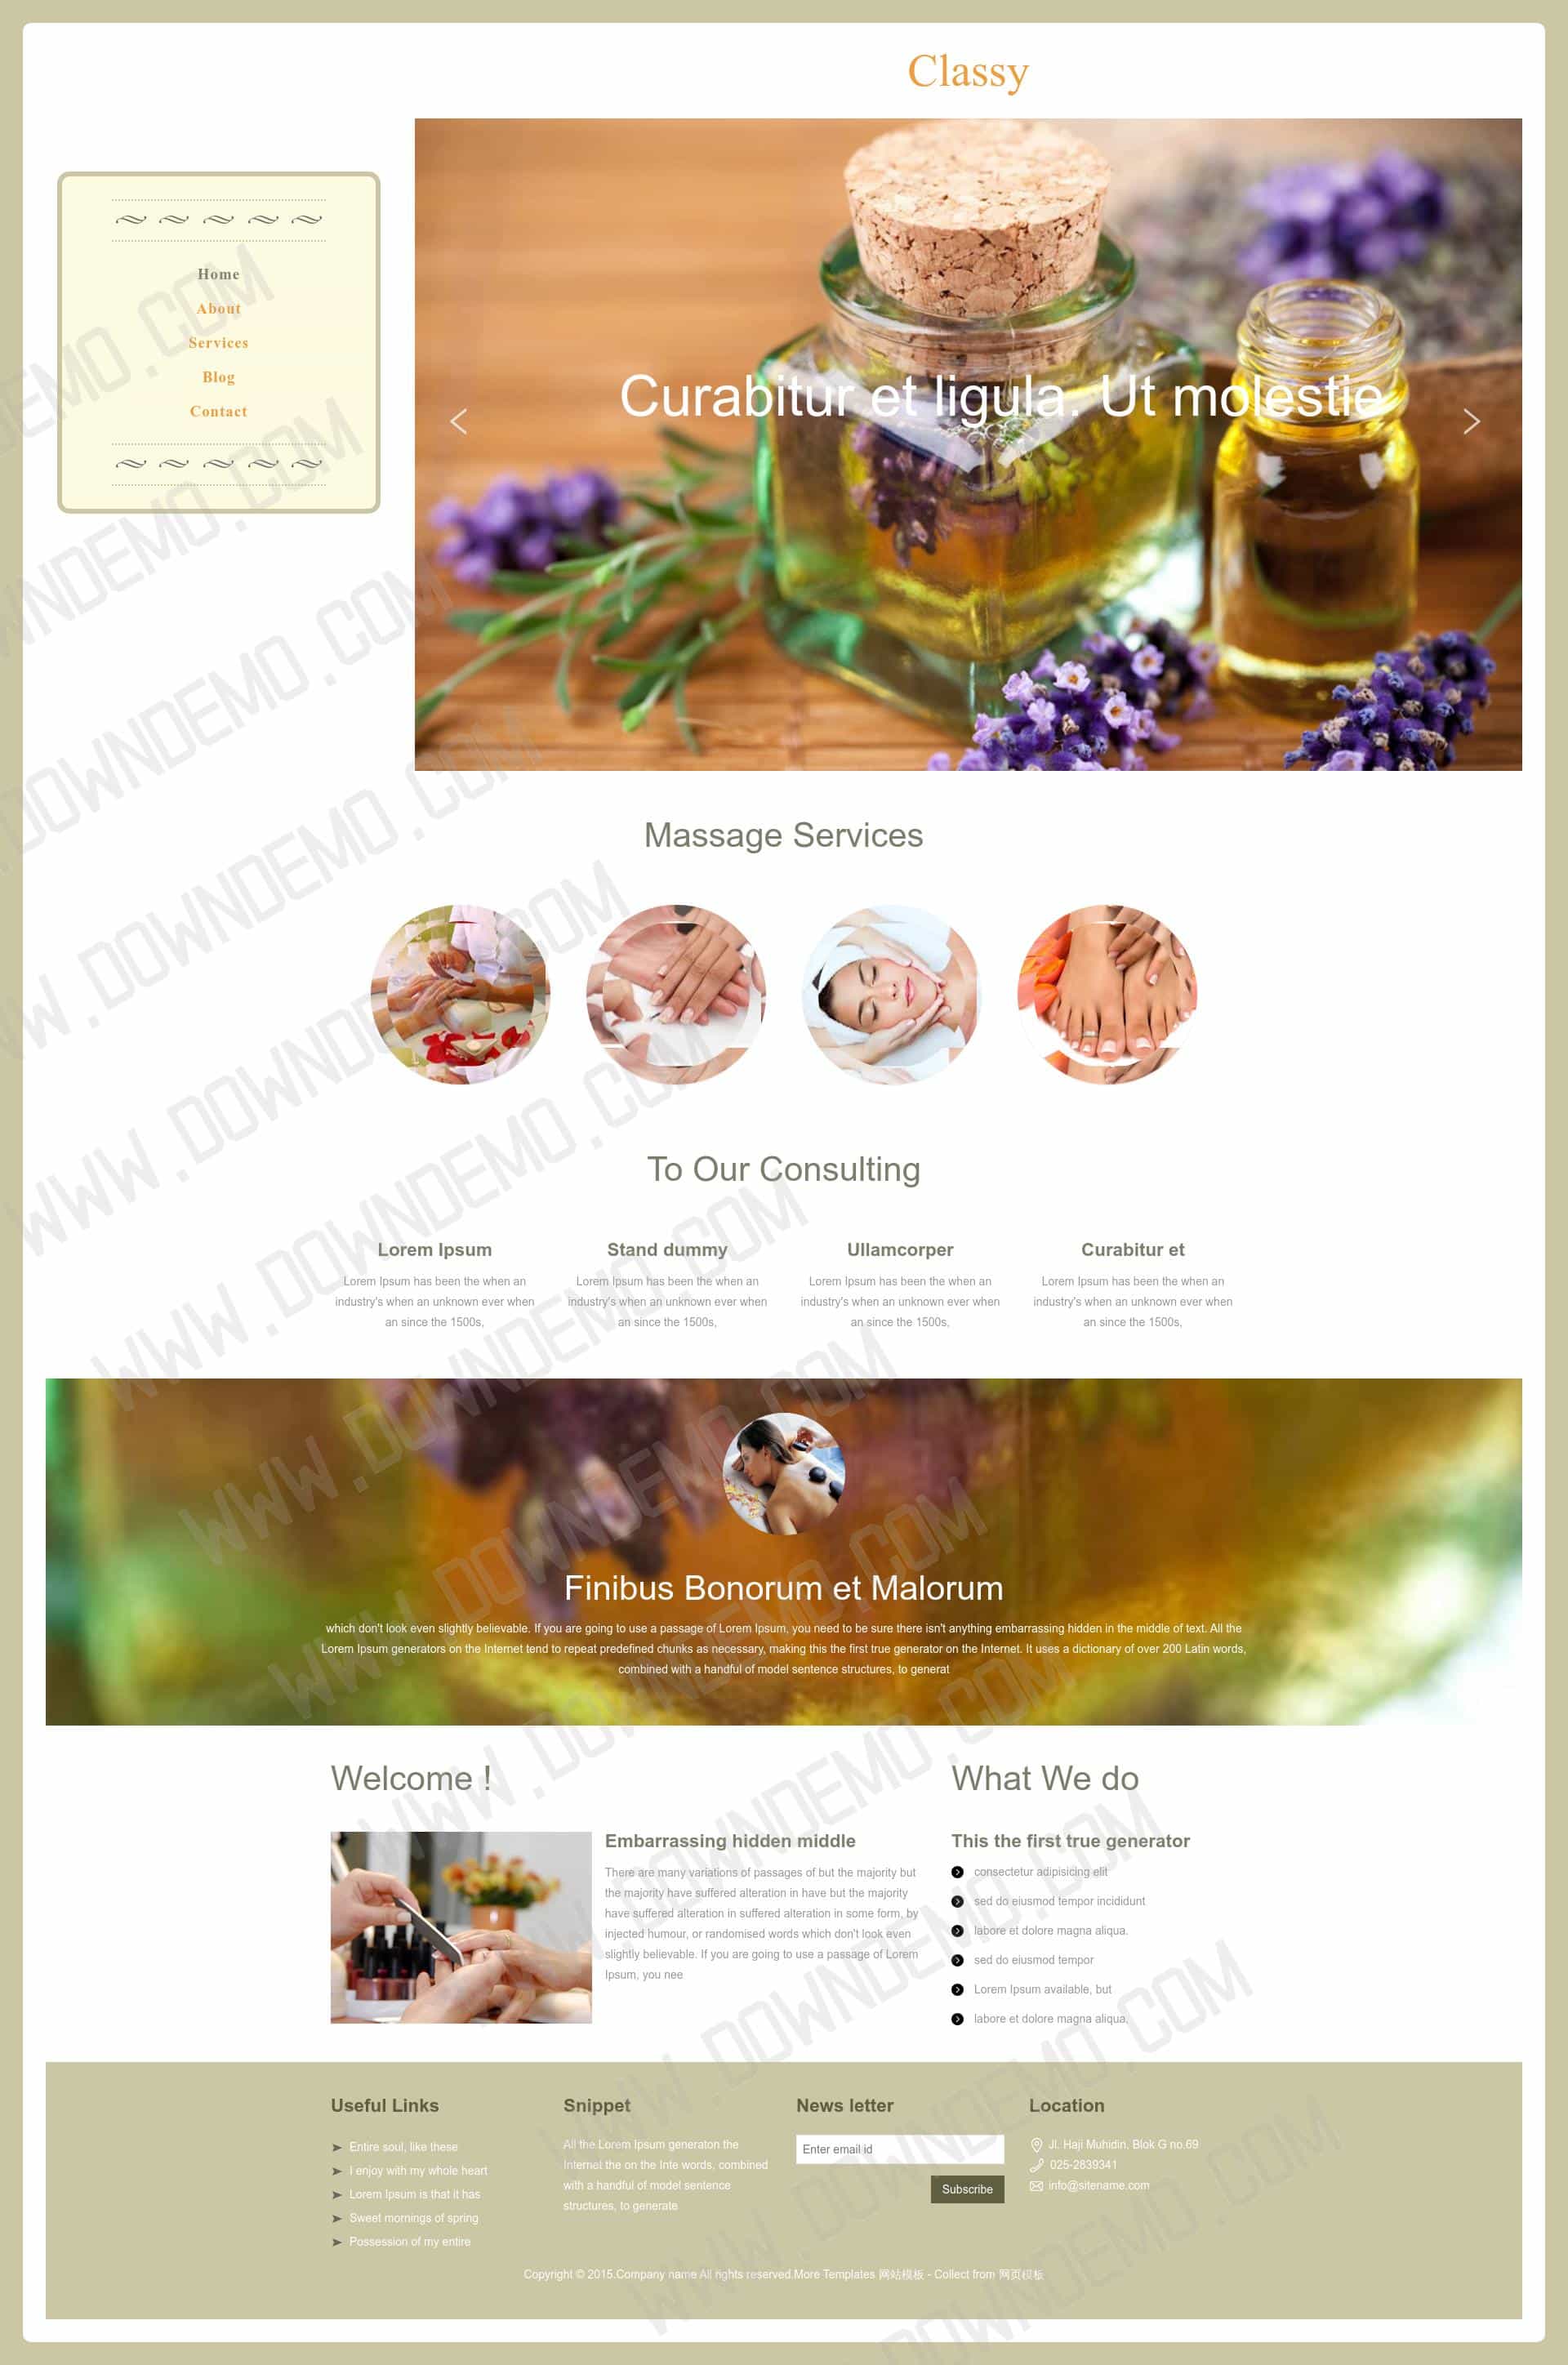 Classy
Home
About
Services
Blog
Contact
Curabitur et ligula. Ut molestie
Massage Services
To Our Consulting
Lorem Ipsum
Lorem Ipsum has been the when an
industry's when an unknown ever when
an since the 1500s,
Stand dummy
Lorem Ipsum has been the when an
industry's when an unknown ever when
an since the 1500s,
Ullamcorper
Lorem Ipsum has been the when an
industry's when an unknown ever when
an since the 1500s,
Curabitur et
Lorem Ipsum has been the when an
industry's when an unknown ever when
an since the 1500s,
Finibus Bonorum et Malorum
which don't look even slightly believable. If you are going to use a passage of Lorem Ipsum, you need to be sure there isn't anything embarrassing hidden in the middle of text. All the
Lorem Ipsum generators on the Internet tend to repeat predefined chunks as necessary, making this the first true generator on the Internet. It uses a dictionary of over 200 Latin words,
combined with a handful of model sentence structures, to generat
Welcome !
Embarrassing hidden middle
There are many variations of passages of but the majority but
the majority have suffered alteration in have but the majority
have suffered alteration in suffered alteration in some form, by
injected humour, or randomised words which don't look even
slightly believable. If you are going to use a passage of Lorem
Ipsum, you nee
What We do
This the first true generator
consectetur adipisicing elit
sed do eiusmod tempor incididunt
labore et dolore magna aliqua.
sed do eiusmod tempor
Lorem Ipsum available, but
labore et dolore magna aliqua.
Useful Links
Entire soul, like these
I enjoy with my whole heart
Lorem Ipsum is that it has
Sweet mornings of spring
Possession of my entire
Snippet
All the Lorem Ipsum generaton the
Internet the on the Inte words, combined
with a handful of model sentence
structures, to generate
News letter
Enter email id
Subscribe
Location
Jl. Haji Muhidin, Blok G no.69
025-2839341
info@sitename.com
Copyright © 2015.Company name All rights reserved.More Templates 网站模板 - Collect from 网页模板
WWW.DOWNDEMO.COM